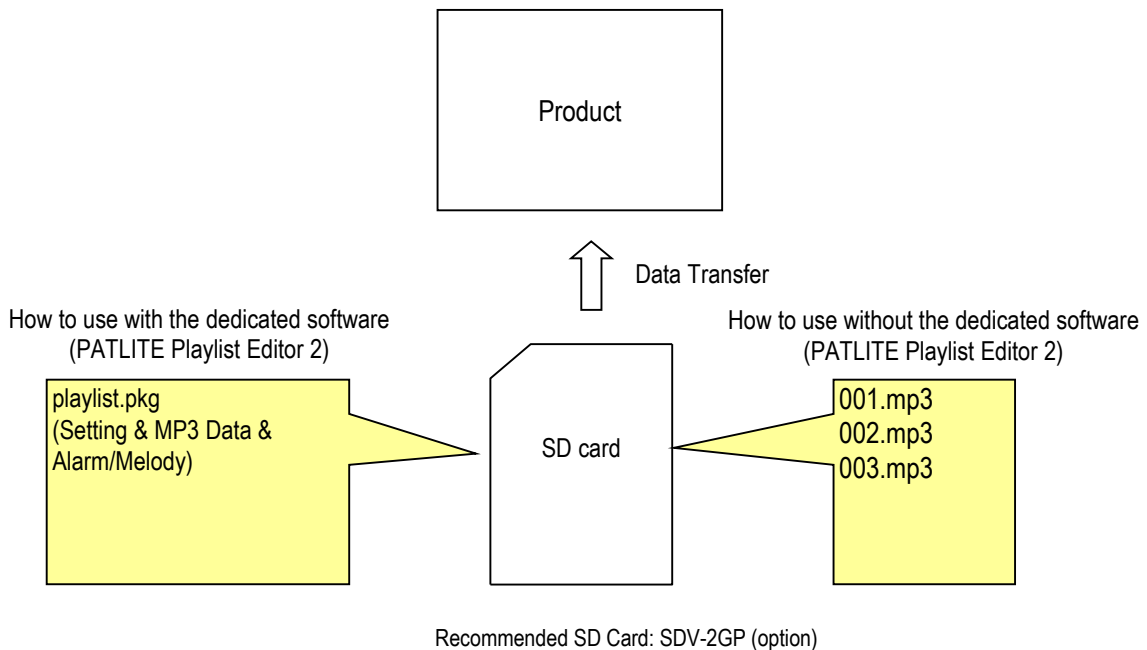 Product
Data Transfer
How to use with the dedicated software
(PATLITE Playlist Editor 2)
playlist.pkg
(Setting & MP3 Data &
Alarm/Melody)
SD card
How to use without the dedicated software
(PATLITE Playlist Editor 2)
001.mp3
002.mp3
003.mp3
Recommended SD Card: SDV-2GP (option)